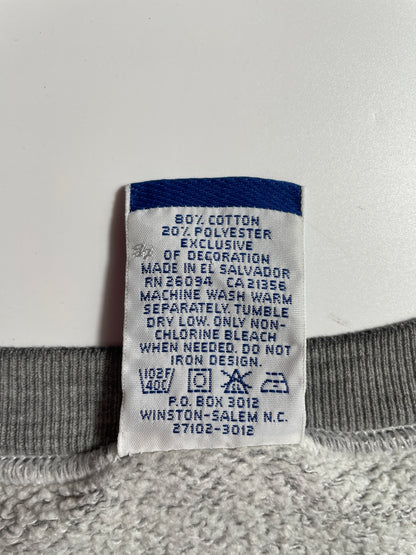 80% COTTON
20% POLYESTER
EXCLUSIVE
OF DECORATION
MADE IN EL SALVADOR
RN 26094 CA 21356
MACHINE WASH WARM
SEPARATELY. TUMBLE
DRY LOW. ONLY NON-
CHLORINE BLEACH
WHEN NEEDED. DO NOT
IRON DESIGN.
102F
40C
P.O. BOX 3012
WINSTON-SALEM N.C.
27102-3012